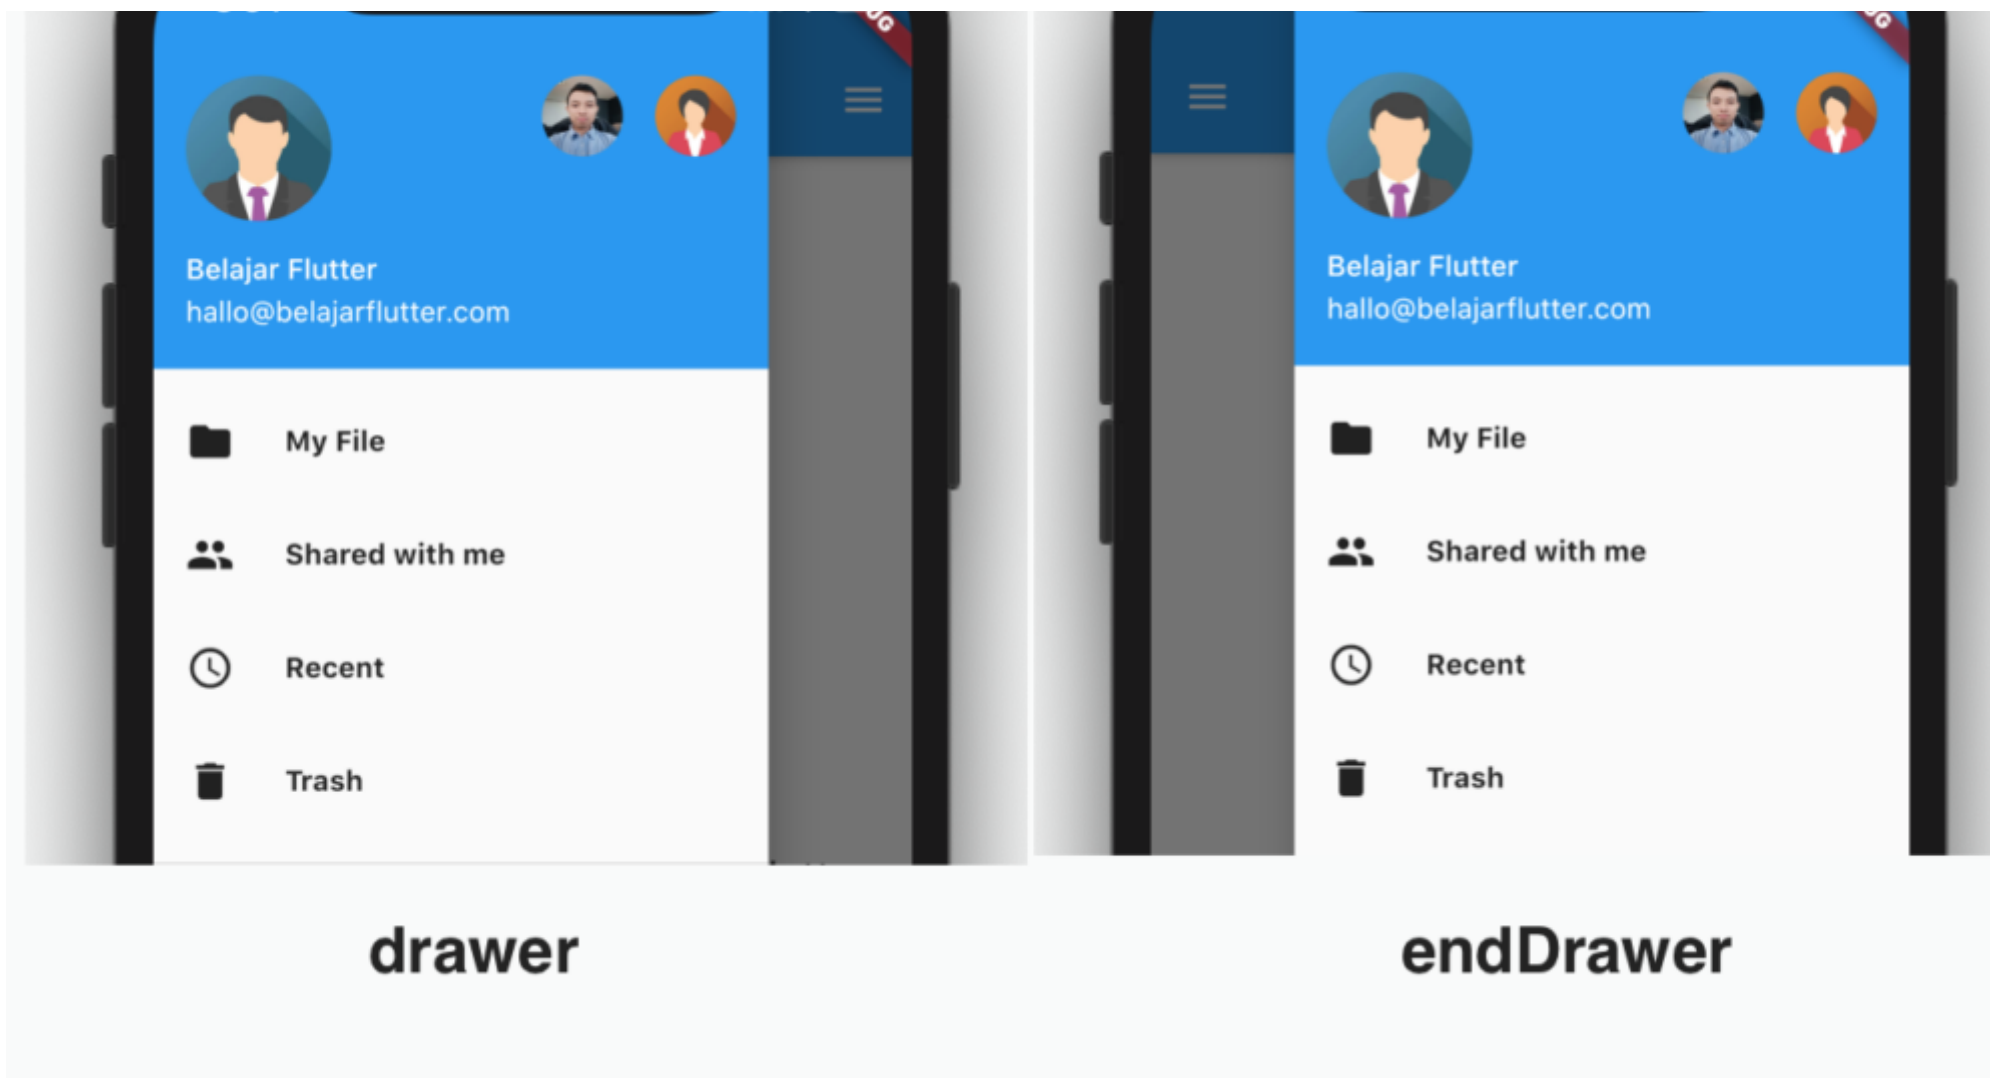 Belajar Flutter
hallo@belajarflutter.com
My File
Shared with me
Recent
Trash
drawer
Belajar Flutter
hallo@belajarflutter.com
My File
Shared with me
Recent
Trash
endDrawer